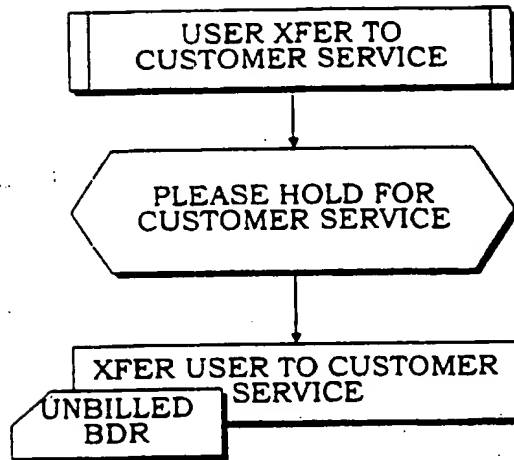 USER XFER TO
CUSTOMER SERVICE
PLEASE HOLD FOR
CUSTOMER SERVICE
XFER USER TO CUSTOMER
SERVICE
UNBILLED
BDR